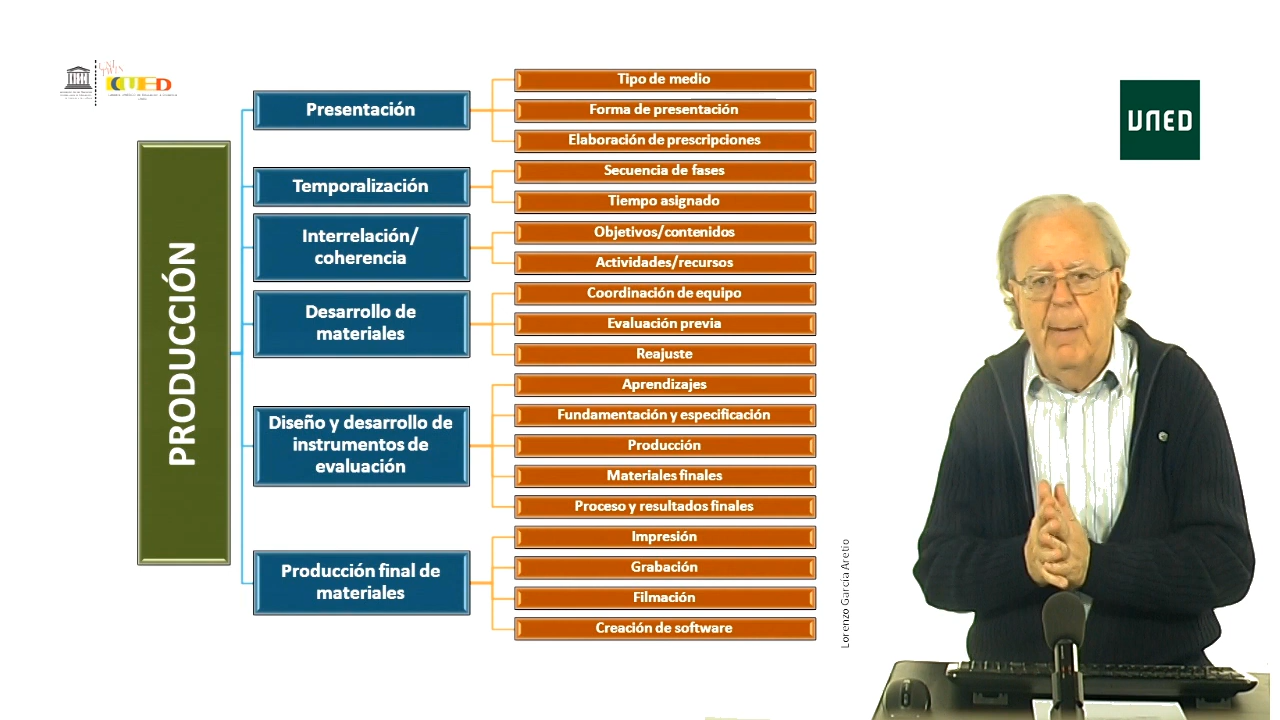 CUED
UNED
PRODUCCIÓN
Presentación
Tipo de medio
Forma de presentación
Elaboración de prescripciones
Temporalización
Secuencia de fases
Tiempo asignado
Interrelación/
coherencia
Objetivos/contenidos
Actividades/recursos
Desarrollo de
materiales
Coordinación de equipo
Evaluación previa
Reajuste
Diseño y desarrollo de
instrumentos de
evaluación
Aprendizajes
Fundamentación y especificación
Producción
Materiales finales
Proceso y resultados finales
Producción final de
materiales
Impresión
Grabación
Filmación
Creación de software
Lorenzo García Aretio